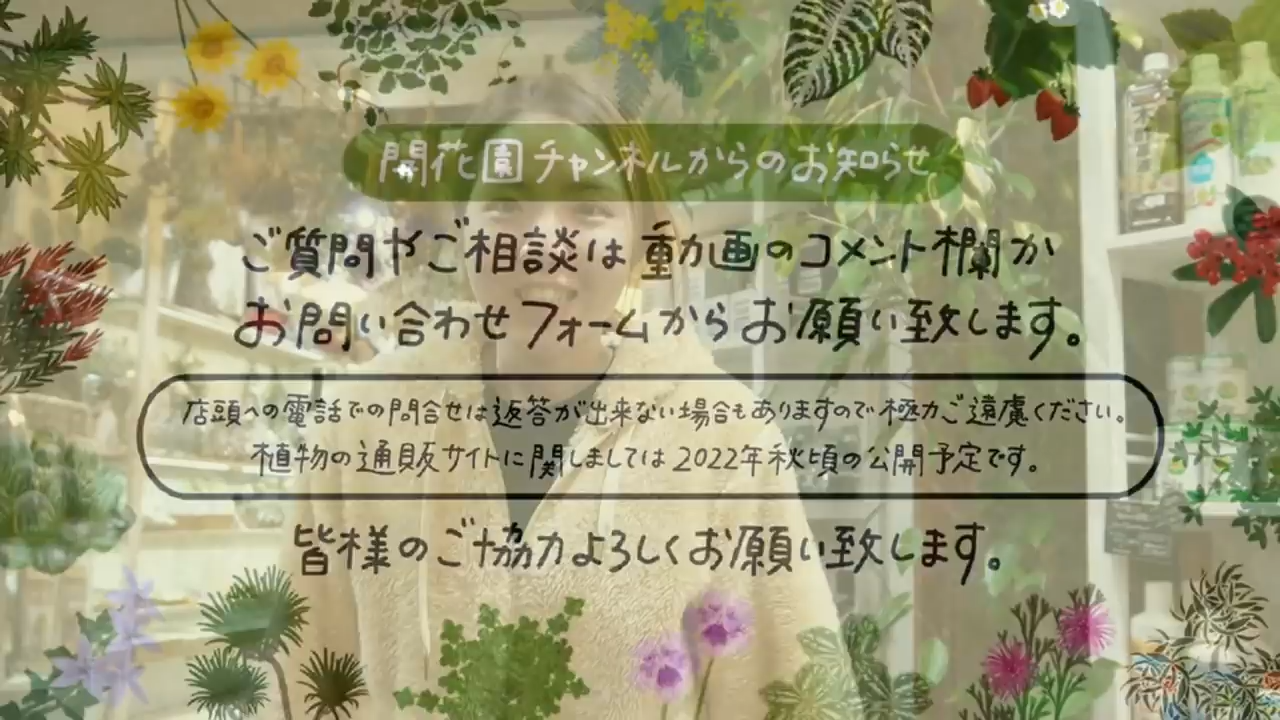 開花園チャンネルからのお知らせ
ご質問やご相談は動画のコメント欄か
お問い合わせフォームからお願い致します。
店頭への電話での問合せは返答が出来ない場合もありますので極力ご遠慮ください。
植物の通販サイトに関しましては2022年秋頃の公開予定です。
皆様のご協力よろしくお願い致します。